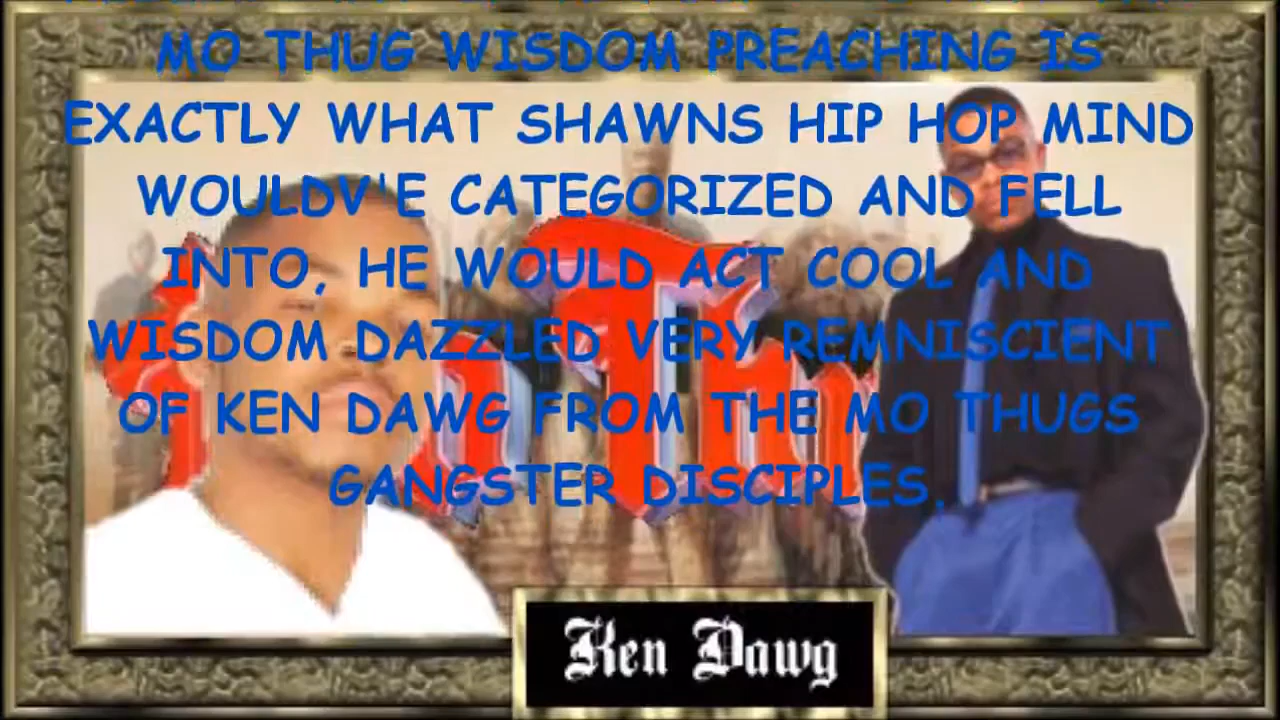 MO THUG WISDOM PREACHING IS
EXACTLY WHAT SHAWNS HIP HOP MIND
WOULDV'E CATEGORIZED AND FELL
INTO, HE WOULD ACT COOL AND
WISDOM DAZZLED VERY REMNISCIENT
OF KEN DAWG FROM THE MO THUGS
GANGSTER DISCIPLES.
Ken Dawg